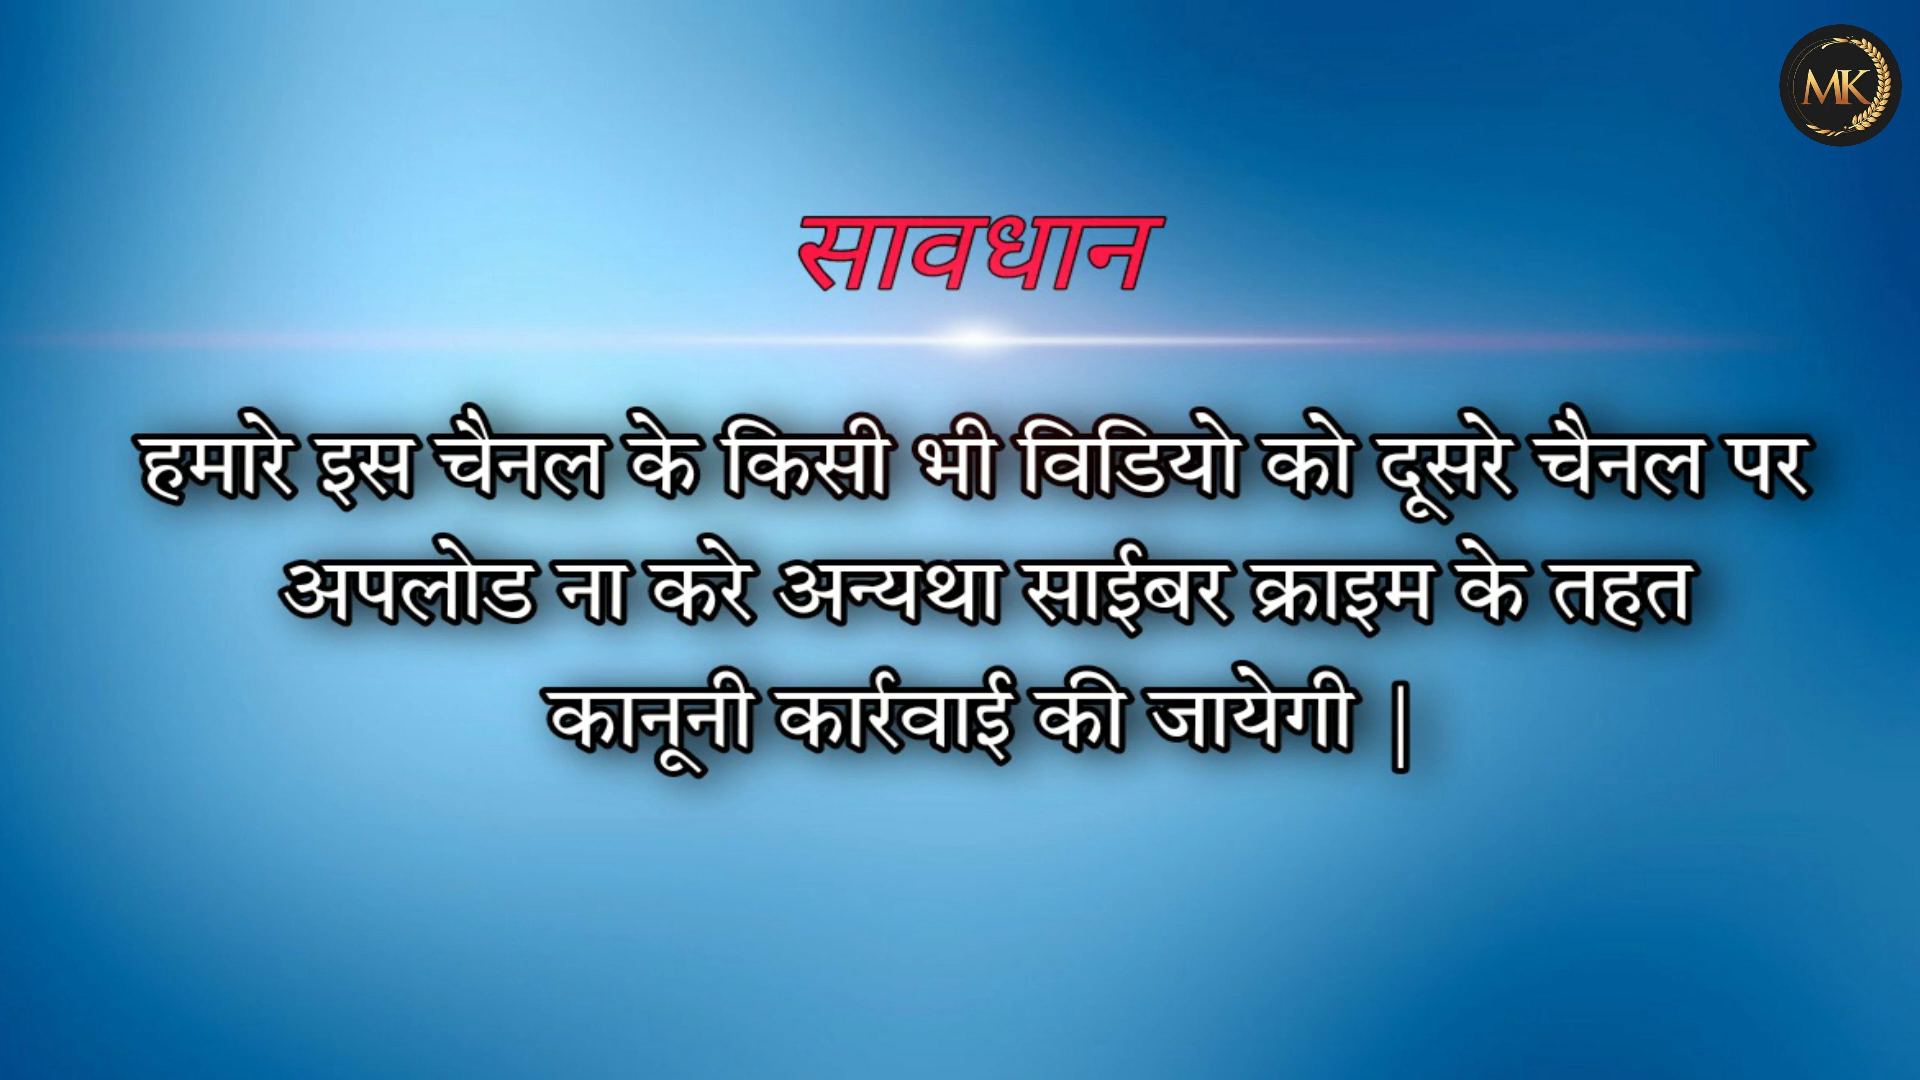 MK
सावधान
हमारे इस चैनल के किसी भी विडियो को दूसरे चैनल पर
अपलोड ना करे अन्यथा साईबर क्राइम के तहत
कानूनी कार्रवाई की जायेगी |